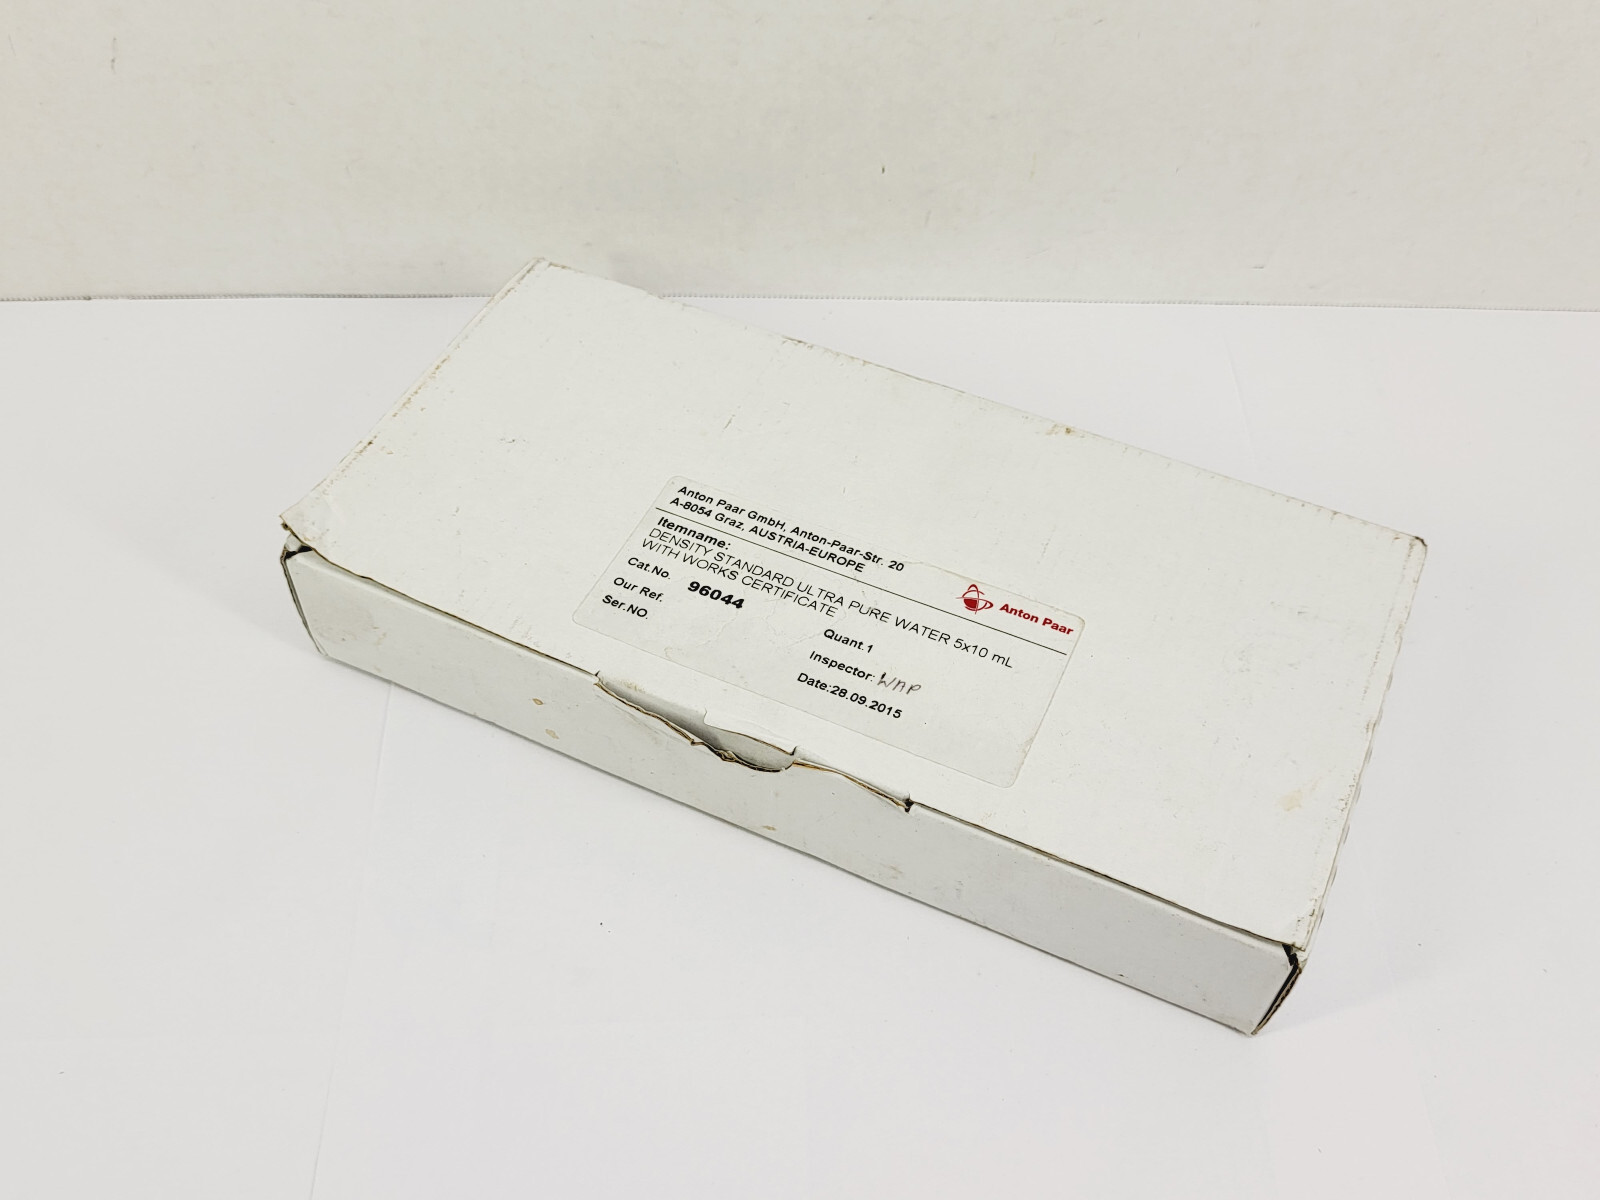 Anton Paar GmbH, Anton-Paar-Str. 20
A-8054 Graz, AUSTRIA-EUROPE
Anton Paar
Itemname:
DENSITY STANDARD ULTRA PURE WATER 5x10 mL
WITH WORKS CERTIFICATE
Cat.No. 96044
Our Ref.
Ser.NO.
Quant.1
Inspector:
Date:28.09.2015